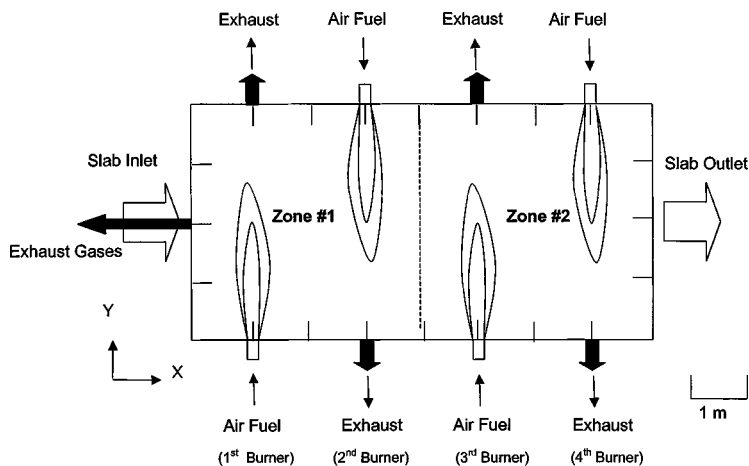 Exhaust
Air Fuel
Exhaust
Air Fuel
Slab Inlet
Slab Outlet
Zone #1
Zone #2
Exhaust Gases
Y
X
1 m
Air Fuel
Exhaust
Air Fuel
Exhaust
(1st Burner)
(2nd Burner)
(3rd Burner)
(4th Burner)